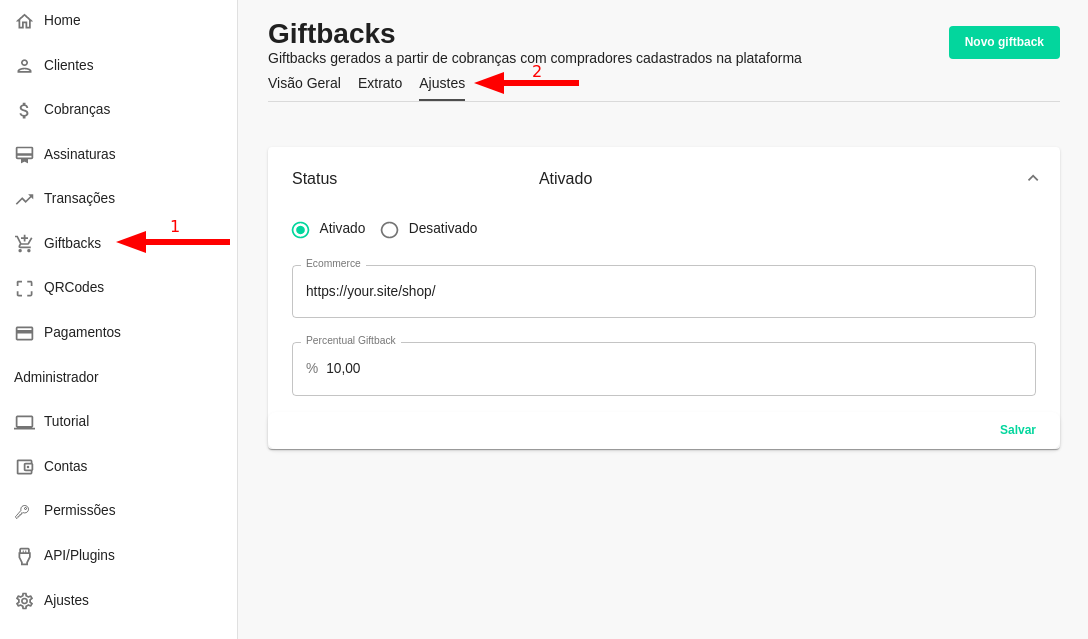 Home
Clientes
Cobranças
Assinaturas
Transações
1
Giftbacks
QRCodes
Pagamentos
Administrador
Tutorial
Contas
Permissões
API/Plugins
Ajustes
Giftbacks
Novo giftback
Giftbacks gerados a partir de cobranças com compradores cadastrados na plataforma
2
Visão Geral Extrato Ajustes
Status Ativado
Ativado Desativado
Ecommerce
https://your.site/shop/
Percentual Giftback
% 10,00
Salvar